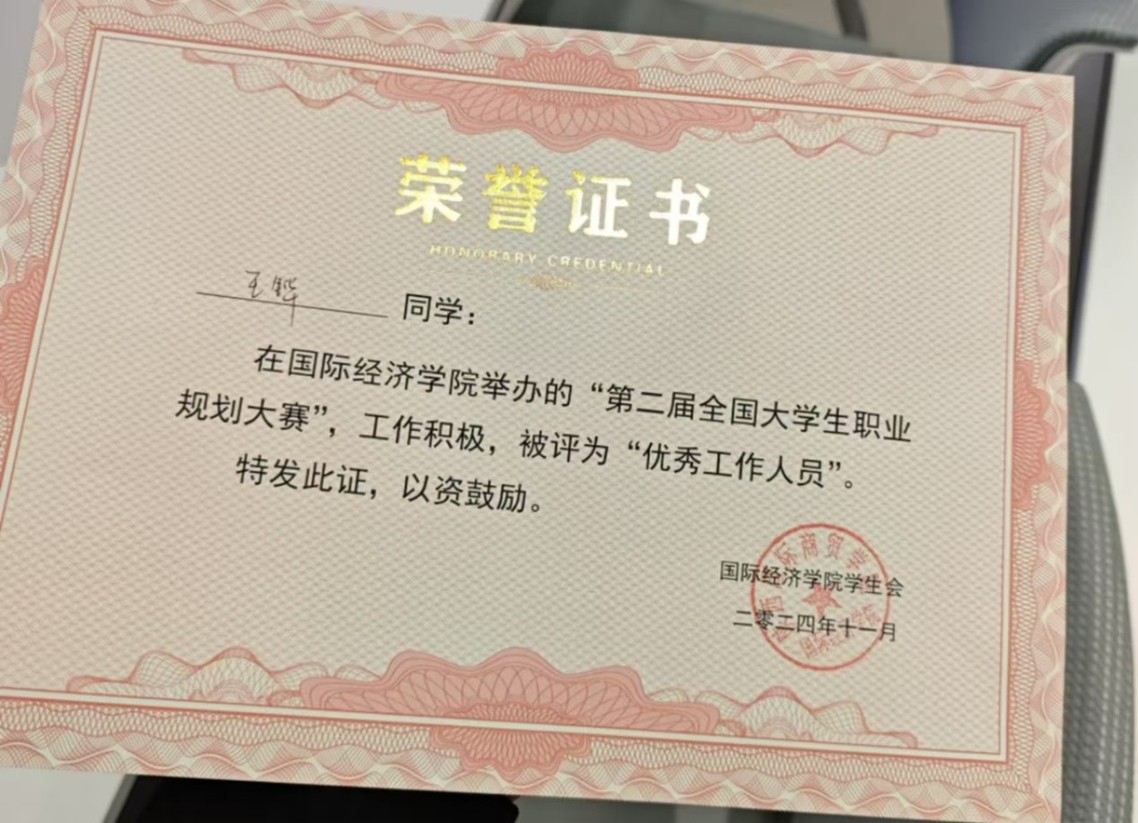 荣誉证书
HONORARY CREDENTIAL
王铧 同学：
在国际经济学院举办的“第二届全国大学生职业
规划大赛”，工作积极，被评为“优秀工作人员”。
特发此证，以资鼓励。
国际经济学院学生会
二零二四年十一月